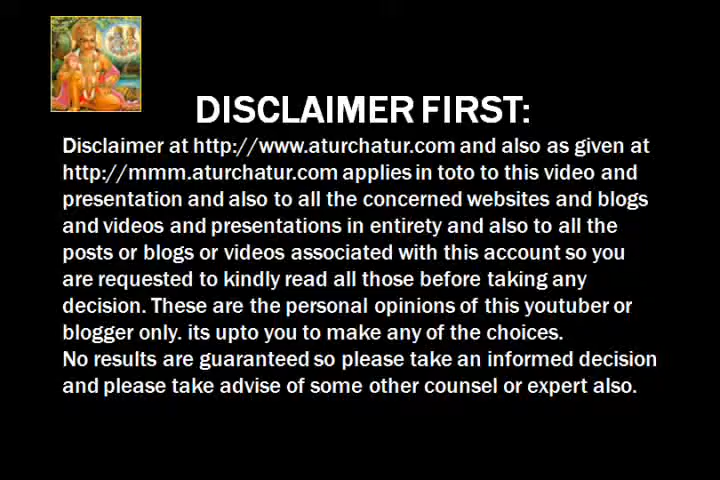 DISCLAIMER FIRST:
Disclaimer at http://www.aturchatur.com and also as given at
http://mmm.aturchatur.com applies in toto to this video and
presentation and also to all the concerned websites and blogs
and videos and presentations in entirety and also to all the
posts or blogs or videos associated with this account so you
are requested to kindly read all those before taking any
decision. These are the personal opinions of this youtuber or
blogger only. its upto you to make any of the choices.
No results are guaranteed so please take an informed decision
and please take advise of some other counsel or expert also.